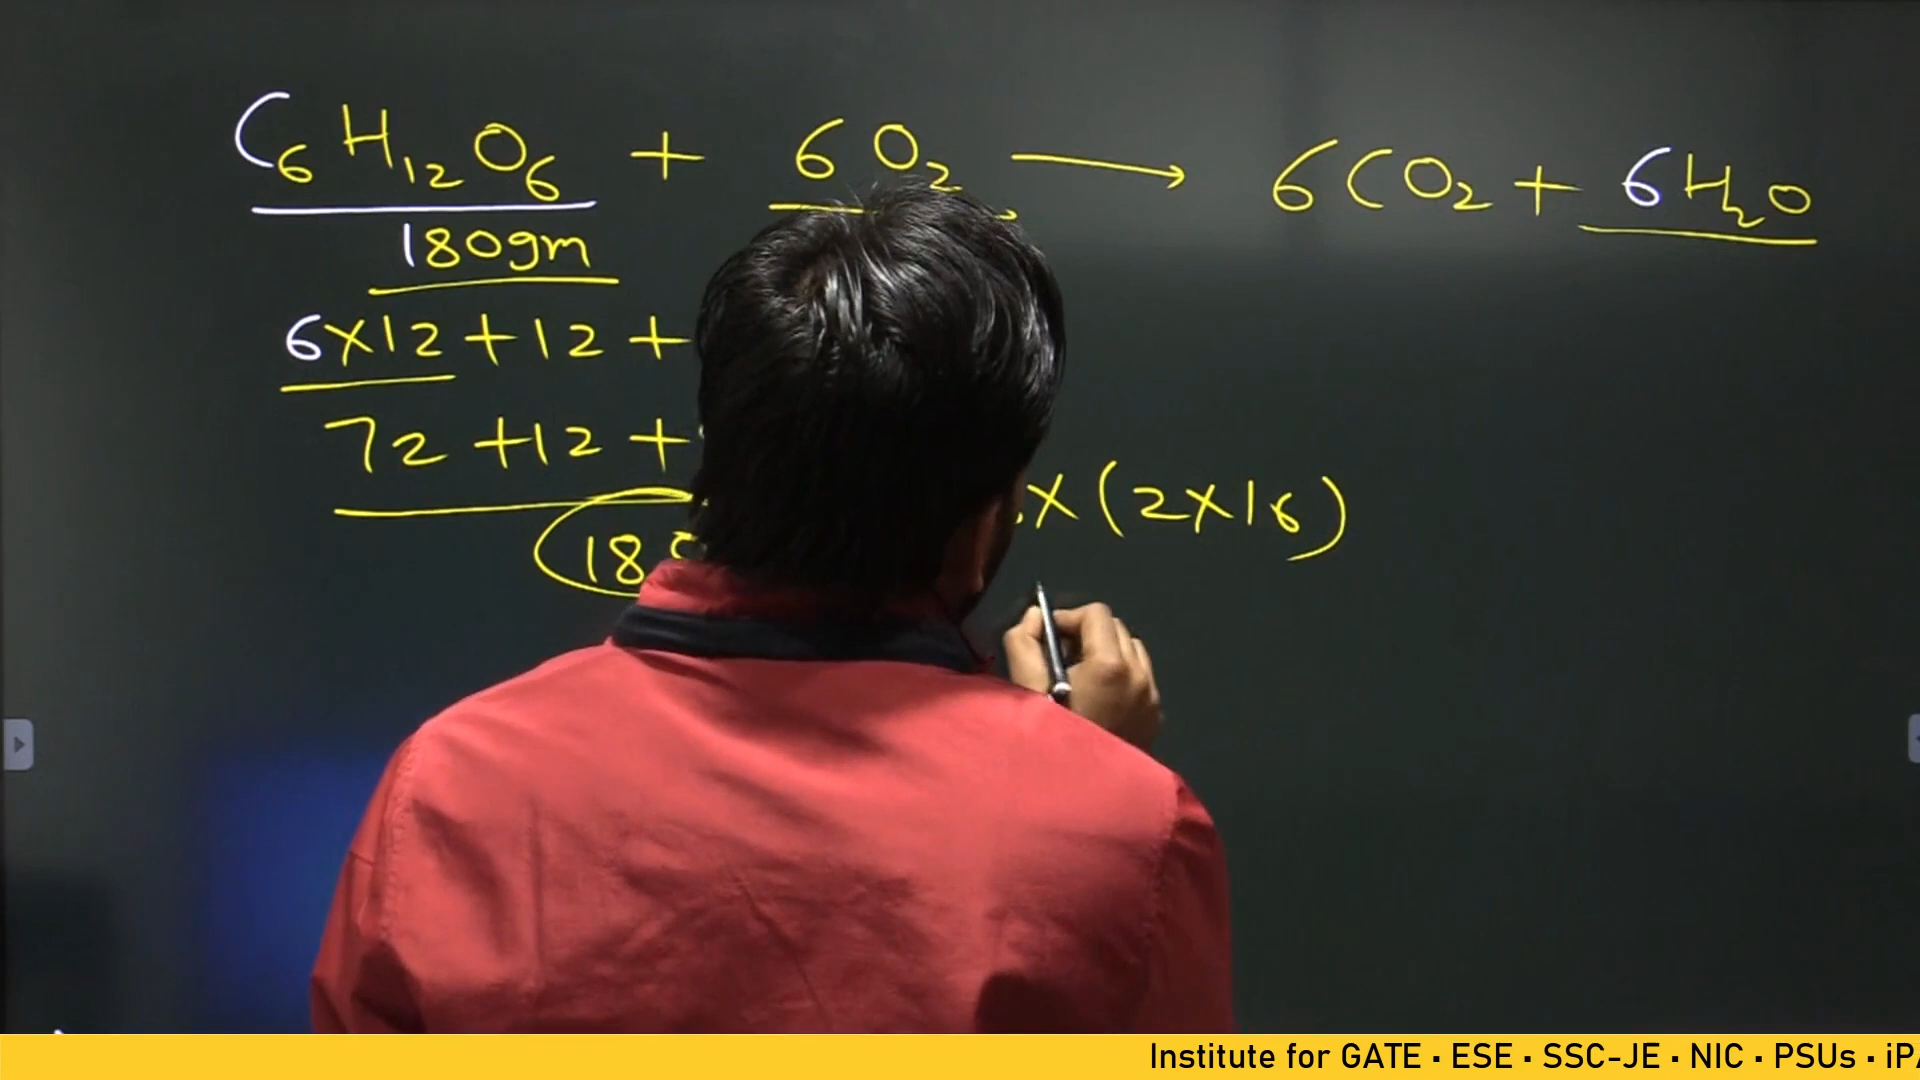 C₆H₁₂O₆ + 6O₂ → 6CO₂ + 6H₂O
180gm
6×12 + 12 +
72 + 12 +
×(2×16)
18
Institute for GATE ▪ ESE ▪ SSC-JE ▪ NIC ▪ PSUs ▪